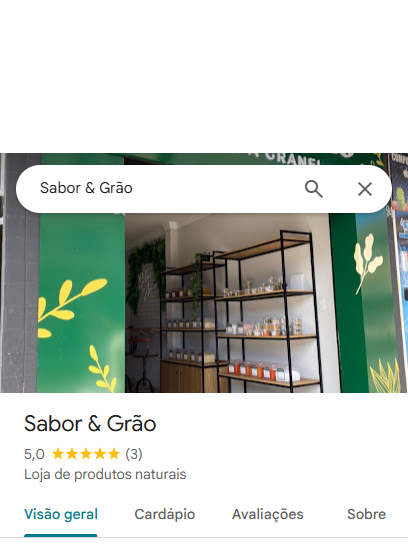 A GRANEL
Sabor & Grão
Sabor & Grão
5,0 (3)
Loja de produtos naturais
Visão geral Cardápio Avaliações Sobre